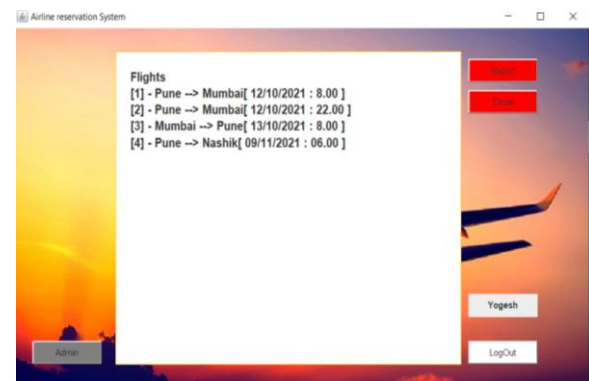 Airline reservation System
Flights
[1] - Pune --> Mumbai[ 12/10/2021 : 8.00 ]
[2] - Pune --> Mumbai[ 12/10/2021 : 22.00 ]
[3] - Mumbai --> Pune[ 13/10/2021 : 8.00 ]
[4] - Pune --> Nashik[ 09/11/2021 : 06.00 ]
Close
Yogesh
Admin
LogOut